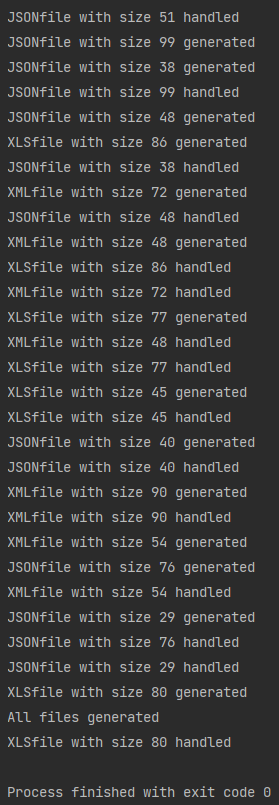 JSONfile with size 51 handled
JSONfile with size 99 generated
JSONfile with size 38 generated
JSONfile with size 99 handled
JSONfile with size 48 generated
XLSfile with size 86 generated
JSONfile with size 38 handled
XMLfile with size 72 generated
JSONfile with size 48 handled
XMLfile with size 48 generated
XLSfile with size 86 handled
XMLfile with size 72 handled
XLSfile with size 77 generated
XMLfile with size 48 handled
XLSfile with size 77 handled
XLSfile with size 45 generated
XLSfile with size 45 handled
JSONfile with size 40 generated
JSONfile with size 40 handled
XMLfile with size 90 generated
XMLfile with size 90 handled
XMLfile with size 54 generated
JSONfile with size 76 generated
XMLfile with size 54 handled
JSONfile with size 29 generated
JSONfile with size 76 handled
JSONfile with size 29 handled
XLSfile with size 80 generated
All files generated
XLSfile with size 80 handled
Process finished with exit code 0